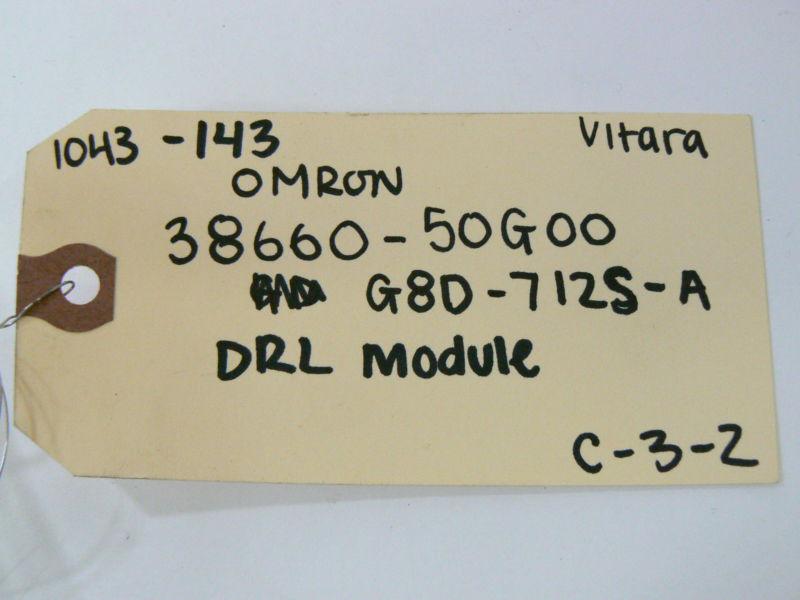 1043-143 Vitara
OMRON
38660-50G00
G8D-712S-A
DRL Module
C-3-2